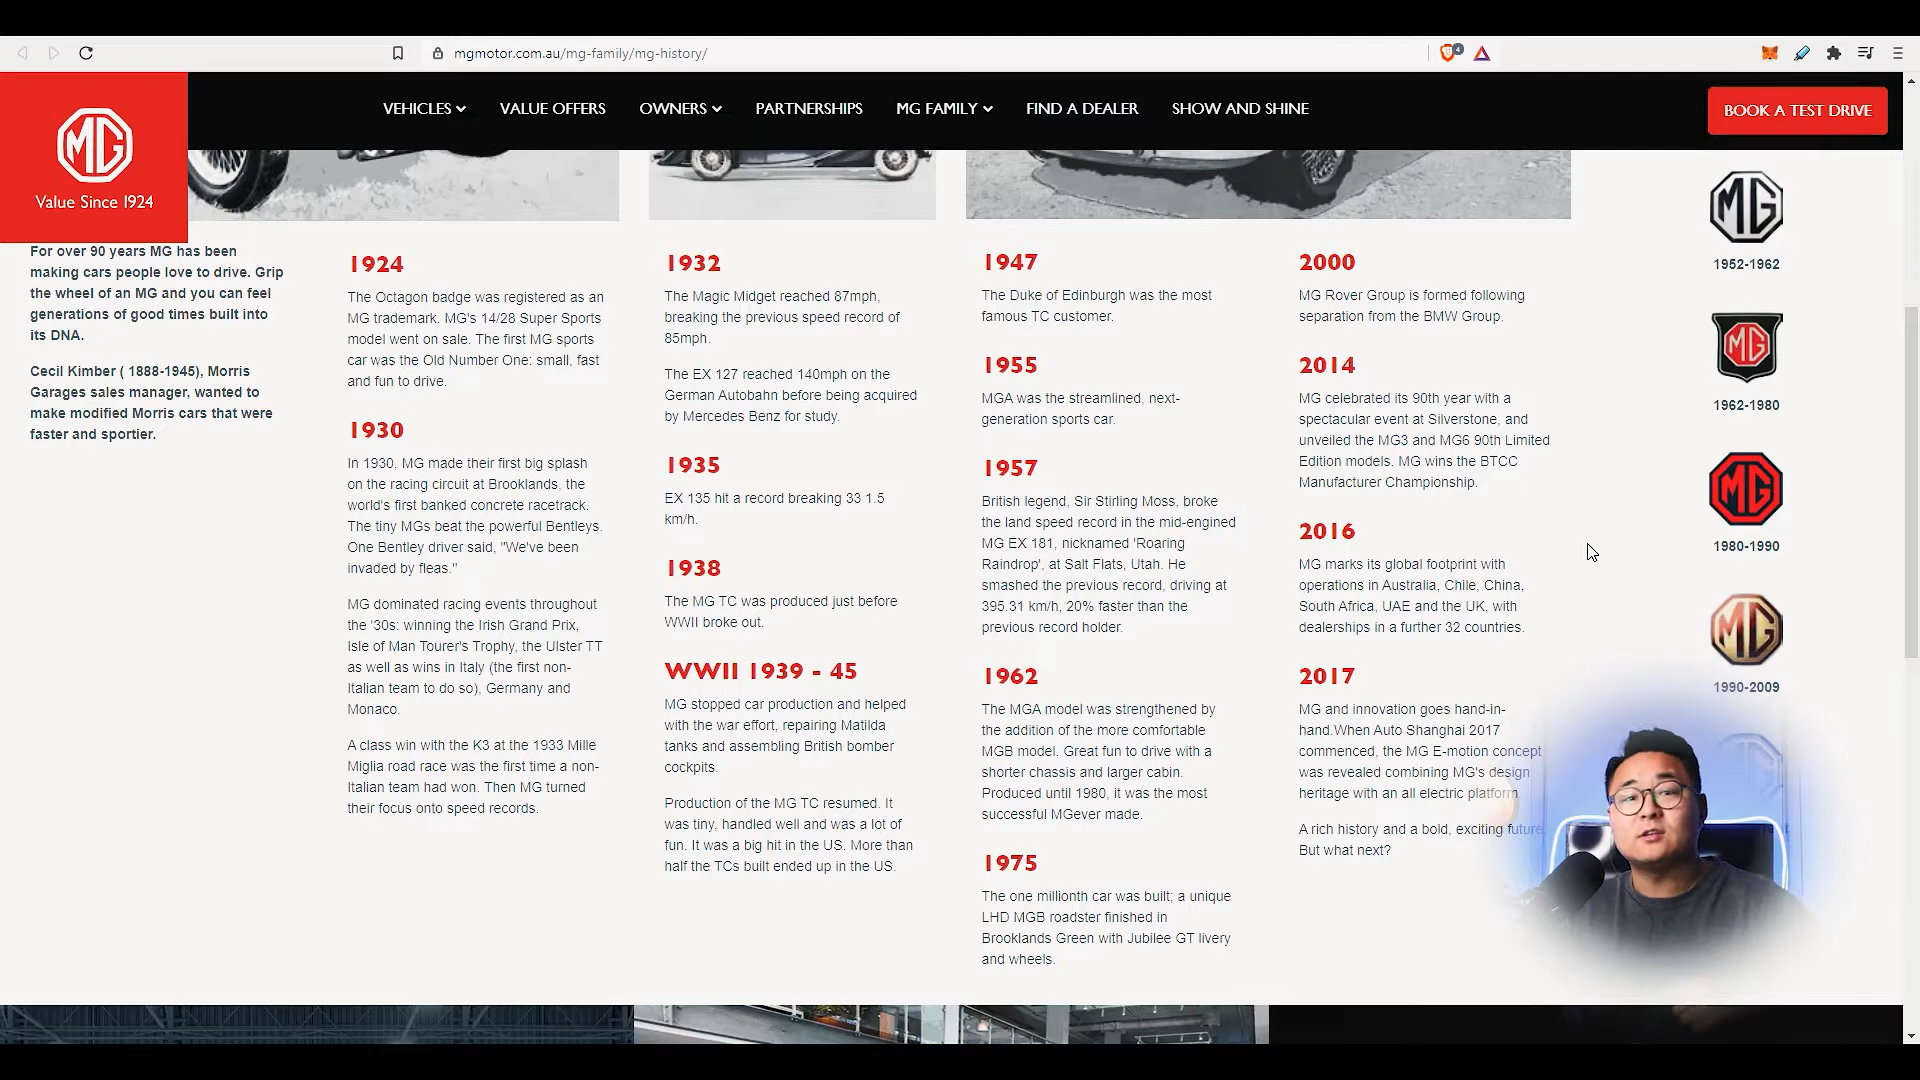 mgmotor.com.au/mg-family/mg-history/
4
MG
Value Since 1924
VEHICLES
VALUE OFFERS
OWNERS
PARTNERSHIPS
MG FAMILY
FIND A DEALER
SHOW AND SHINE
BOOK A TEST DRIVE
For over 90 years MG has been
making cars people love to drive. Grip
the wheel of an MG and you can feel
generations of good times built into
its DNA.
Cecil Kimber ( 1888-1945), Morris
Garages sales manager, wanted to
make modified Morris cars that were
faster and sportier.
1924
The Octagon badge was registered as an
MG trademark. MG's 14/28 Super Sports
model went on sale. The first MG sports
car was the Old Number One: small, fast
and fun to drive.
1930
In 1930, MG made their first big splash
on the racing circuit at Brooklands, the
world's first banked concrete racetrack.
The tiny MGs beat the powerful Bentleys.
One Bentley driver said, "We've been
invaded by fleas."
MG dominated racing events throughout
the '30s: winning the Irish Grand Prix,
Isle of Man Tourer's Trophy, the Ulster TT
as well as wins in Italy (the first non-
Italian team to do so), Germany and
Monaco.
A class win with the K3 at the 1933 Mille
Miglia road race was the first time a non-
Italian team had won. Then MG turned
their focus onto speed records.
1932
The Magic Midget reached 87mph,
breaking the previous speed record of
85mph.
The EX 127 reached 140mph on the
German Autobahn before being acquired
by Mercedes Benz for study.
1935
EX 135 hit a record breaking 33 1.5
km/h.
1938
The MG TC was produced just before
WWII broke out.
WWII 1939 - 45
MG stopped car production and helped
with the war effort, repairing Matilda
tanks and assembling British bomber
cockpits.
Production of the MG TC resumed. It
was tiny, handled well and was a lot of
fun. It was a big hit in the US. More than
half the TCs built ended up in the US.
1947
The Duke of Edinburgh was the most
famous TC customer.
1955
MGA was the streamlined, next-
generation sports car.
1957
British legend, Sir Stirling Moss, broke
the land speed record in the mid-engined
MG EX 181, nicknamed 'Roaring
Raindrop', at Salt Flats, Utah. He
smashed the previous record, driving at
395.31 km/h, 20% faster than the
previous record holder.
1962
The MGA model was strengthened by
the addition of the more comfortable
MGB model. Great fun to drive with a
shorter chassis and larger cabin.
Produced until 1980, it was the most
successful MGever made.
1975
The one millionth car was built; a unique
LHD MGB roadster finished in
Brooklands Green with Jubilee GT livery
and wheels.
2000
MG Rover Group is formed following
separation from the BMW Group.
2014
MG celebrated its 90th year with a
spectacular event at Silverstone, and
unveiled the MG3 and MG6 90th Limited
Edition models. MG wins the BTCC
Manufacturer Championship.
2016
MG marks its global footprint with
operations in Australia, Chile, China,
South Africa, UAE and the UK, with
dealerships in a further 32 countries.
2017
MG and innovation goes hand-in-
hand.When Auto Shanghai 2017
commenced, the MG E-motion concept
was revealed combining MG's design
heritage with an all electric platform.
A rich history and a bold, exciting future.
But what next?
MG
1952-1962
MG
1962-1980
MG
1980-1990
MG
1990-2009